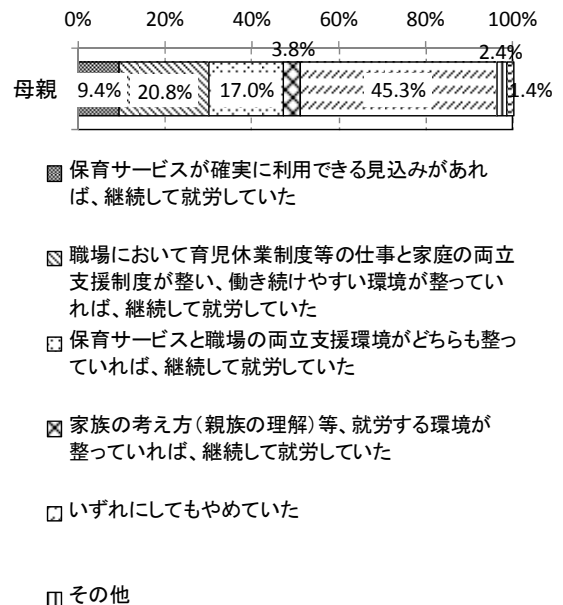 0% 20% 40% 60% 80% 100%
3.8% 2.4%
母親 9.4% 20.8% 17.0% 45.3% 1.4%
保育サービスが確実に利用できる見込みがあれ
ば、継続して就労していた
職場において育児休業制度等の仕事と家庭の両立
支援制度が整い、働き続けやすい環境が整ってい
れば、継続して就労していた
保育サービスと職場の両立支援環境がどちらも整っ
ていれば、継続して就労していた
家族の考え方（親族の理解）等、就労する環境が
整っていれば、継続して就労していた
いずれにしてもやめていた
その他